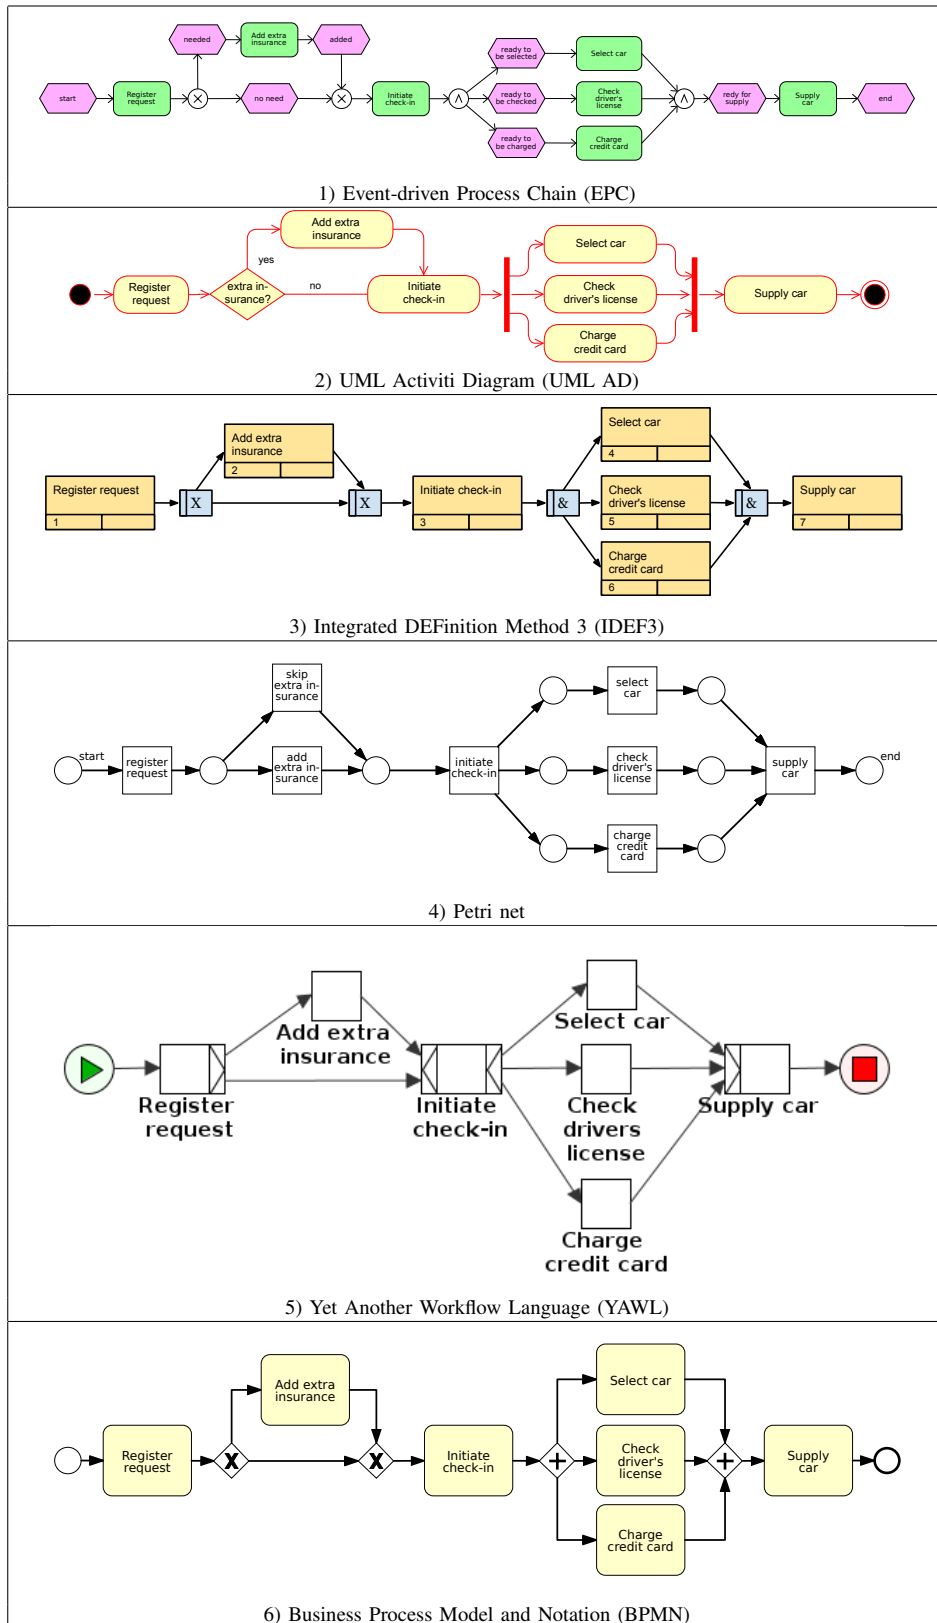 needed
Add extra
insurance
added
ready to
be selected
Select car
start
Register
request
no need
Initiate
check-in
ready to
be checked
Check
driver's
license
redy for
supply
Supply
car
end
ready to
be charged
Charge
credit card
1) Event-driven Process Chain (EPC)
Add extra
insurance
yes
Select car
Register
request
extra in-
surance?
no
Initiate
check-in
Check
driver's license
Supply car
Charge
credit card
2) UML Activiti Diagram (UML AD)
Select car
4
Add extra
insurance
2
Register request
1
X
X
Initiate check-in
3
&
Check
driver's license
5
&
Supply car
7
Charge
credit card
6
3) Integrated DEFinition Method 3 (IDEF3)
skip
extra in-
surance
select
car
start
register
request
add
extra in-
surance
initiate
check-in
check
driver's
license
supply
car
end
charge
credit
card
4) Petri net
Add extra
insurance
Select car
Register
request
Initiate
check-in
Check
drivers
license
Supply car
Charge
credit card
5) Yet Another Workflow Language (YAWL)
Add extra
insurance
Select car
Register
request
X
X
Initiate
check-in
Check
driver's
license
Supply
car
Charge
credit card
6) Business Process Model and Notation (BPMN)